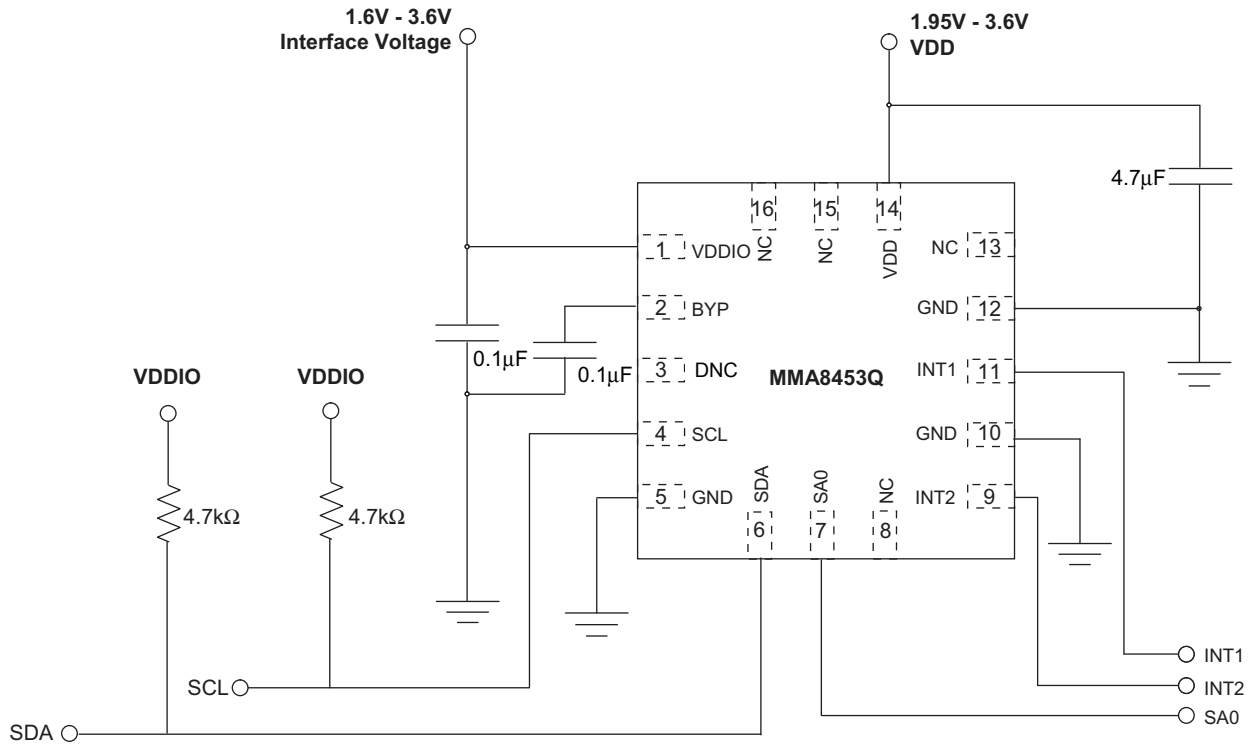 1.6V - 3.6V
Interface Voltage
1.95V - 3.6V
VDD
4.7μF
16
15
14
NC
NC
VDD
1
VDDIO
NC
13
2
BYP
GND
12
0.1μF
0.1μF
3
DNC
MMA8453Q
INT1
11
VDDIO
VDDIO
4
SCL
GND
10
5
GND
SDA
SA0
NC
INT2
9
6
7
8
4.7kΩ
4.7kΩ
INT1
SCL
INT2
SA0
SDA